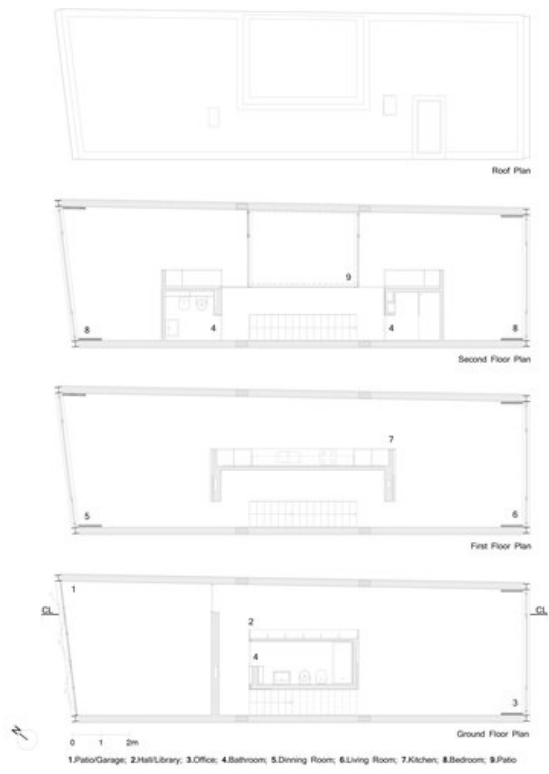 Roof Plan
9
4
4
8
8
Second Floor Plan
7
5
6
First Floor Plan
1
CL
CL
2
4
3
Ground Floor Plan
N
0 1 2m
1.Patio/Garage; 2.Hall/Library; 3.Office; 4.Bathroom; 5.Dinning Room; 6.Living Room; 7.Kitchen; 8.Bedroom; 9.Patio